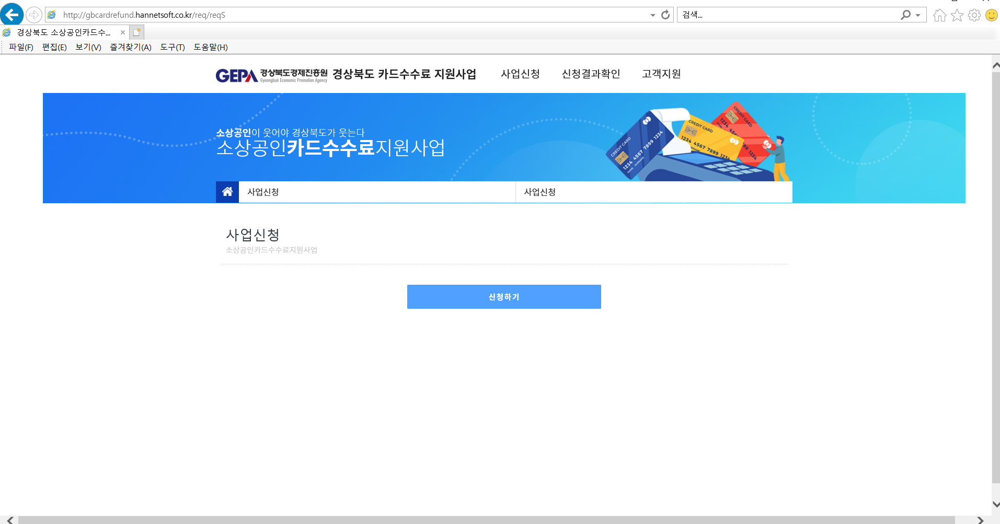 http://gbcardrefund.hannetsoft.co.kr/req/reqS
검색...
경상북도 소상공인카드수...
파일(F) 편집(E) 보기(V) 즐겨찾기(A) 도구(T) 도움말(H)
GEPA 경상북도경제진흥원 경상북도 카드수수료 지원사업 사업신청 신청결과확인 고객지원
Gyeongbuk Economic Promotion Agency
소상공인이 웃어야 경상북도가 웃는다
소상공인카드수수료지원사업
CREDIT CARD
1234 4567 7899 1234
CREDIT CARD
1234 4567 7899 1234
CREDIT CARD
1234
사업신청 사업신청
사업신청
소상공인카드수수료지원사업
신청하기